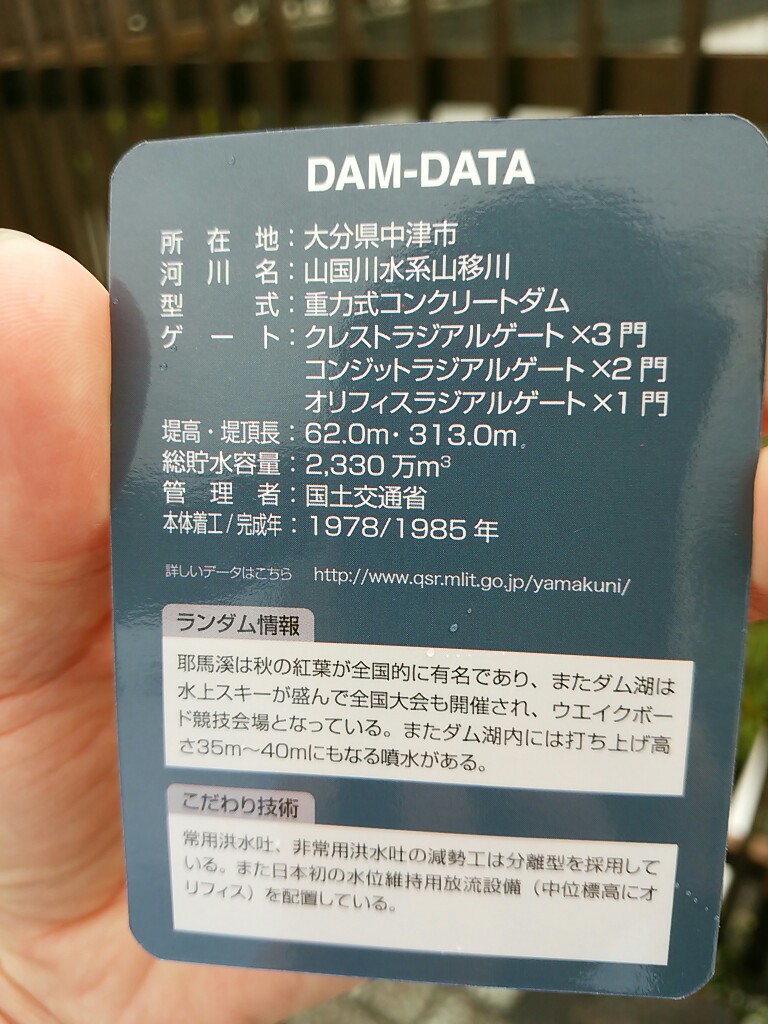 DAM-DATA
所在地：大分県中津市
河川名：山国川水系山移川
型式：重力式コンクリートダム
ゲート：クレストラジアルゲート×3門
コンジットラジアルゲート×2門
オリフィスラジアルゲート×1門
堤高・堤頂長：62.0m・313.0m
総貯水容量：2,330万m³
管理者：国土交通省
本体着工/完成年：1978/1985年
詳しいデータはこちら http://www.qsr.mlit.go.jp/yamakuni/
ランダム情報
耶馬溪は秋の紅葉が全国的に有名であり、またダム湖は
水上スキーが盛んで全国大会も開催され、ウエイクボー
ド競技会場となっている。またダム湖内には打ち上げ高
さ35m〜40mにもなる噴水がある。
こだわり技術
常用洪水吐、非常用洪水吐の減勢工は分離型を採用して
いる。また日本初の水位維持用放流設備（中位標高にオ
リフィス）を配置している。